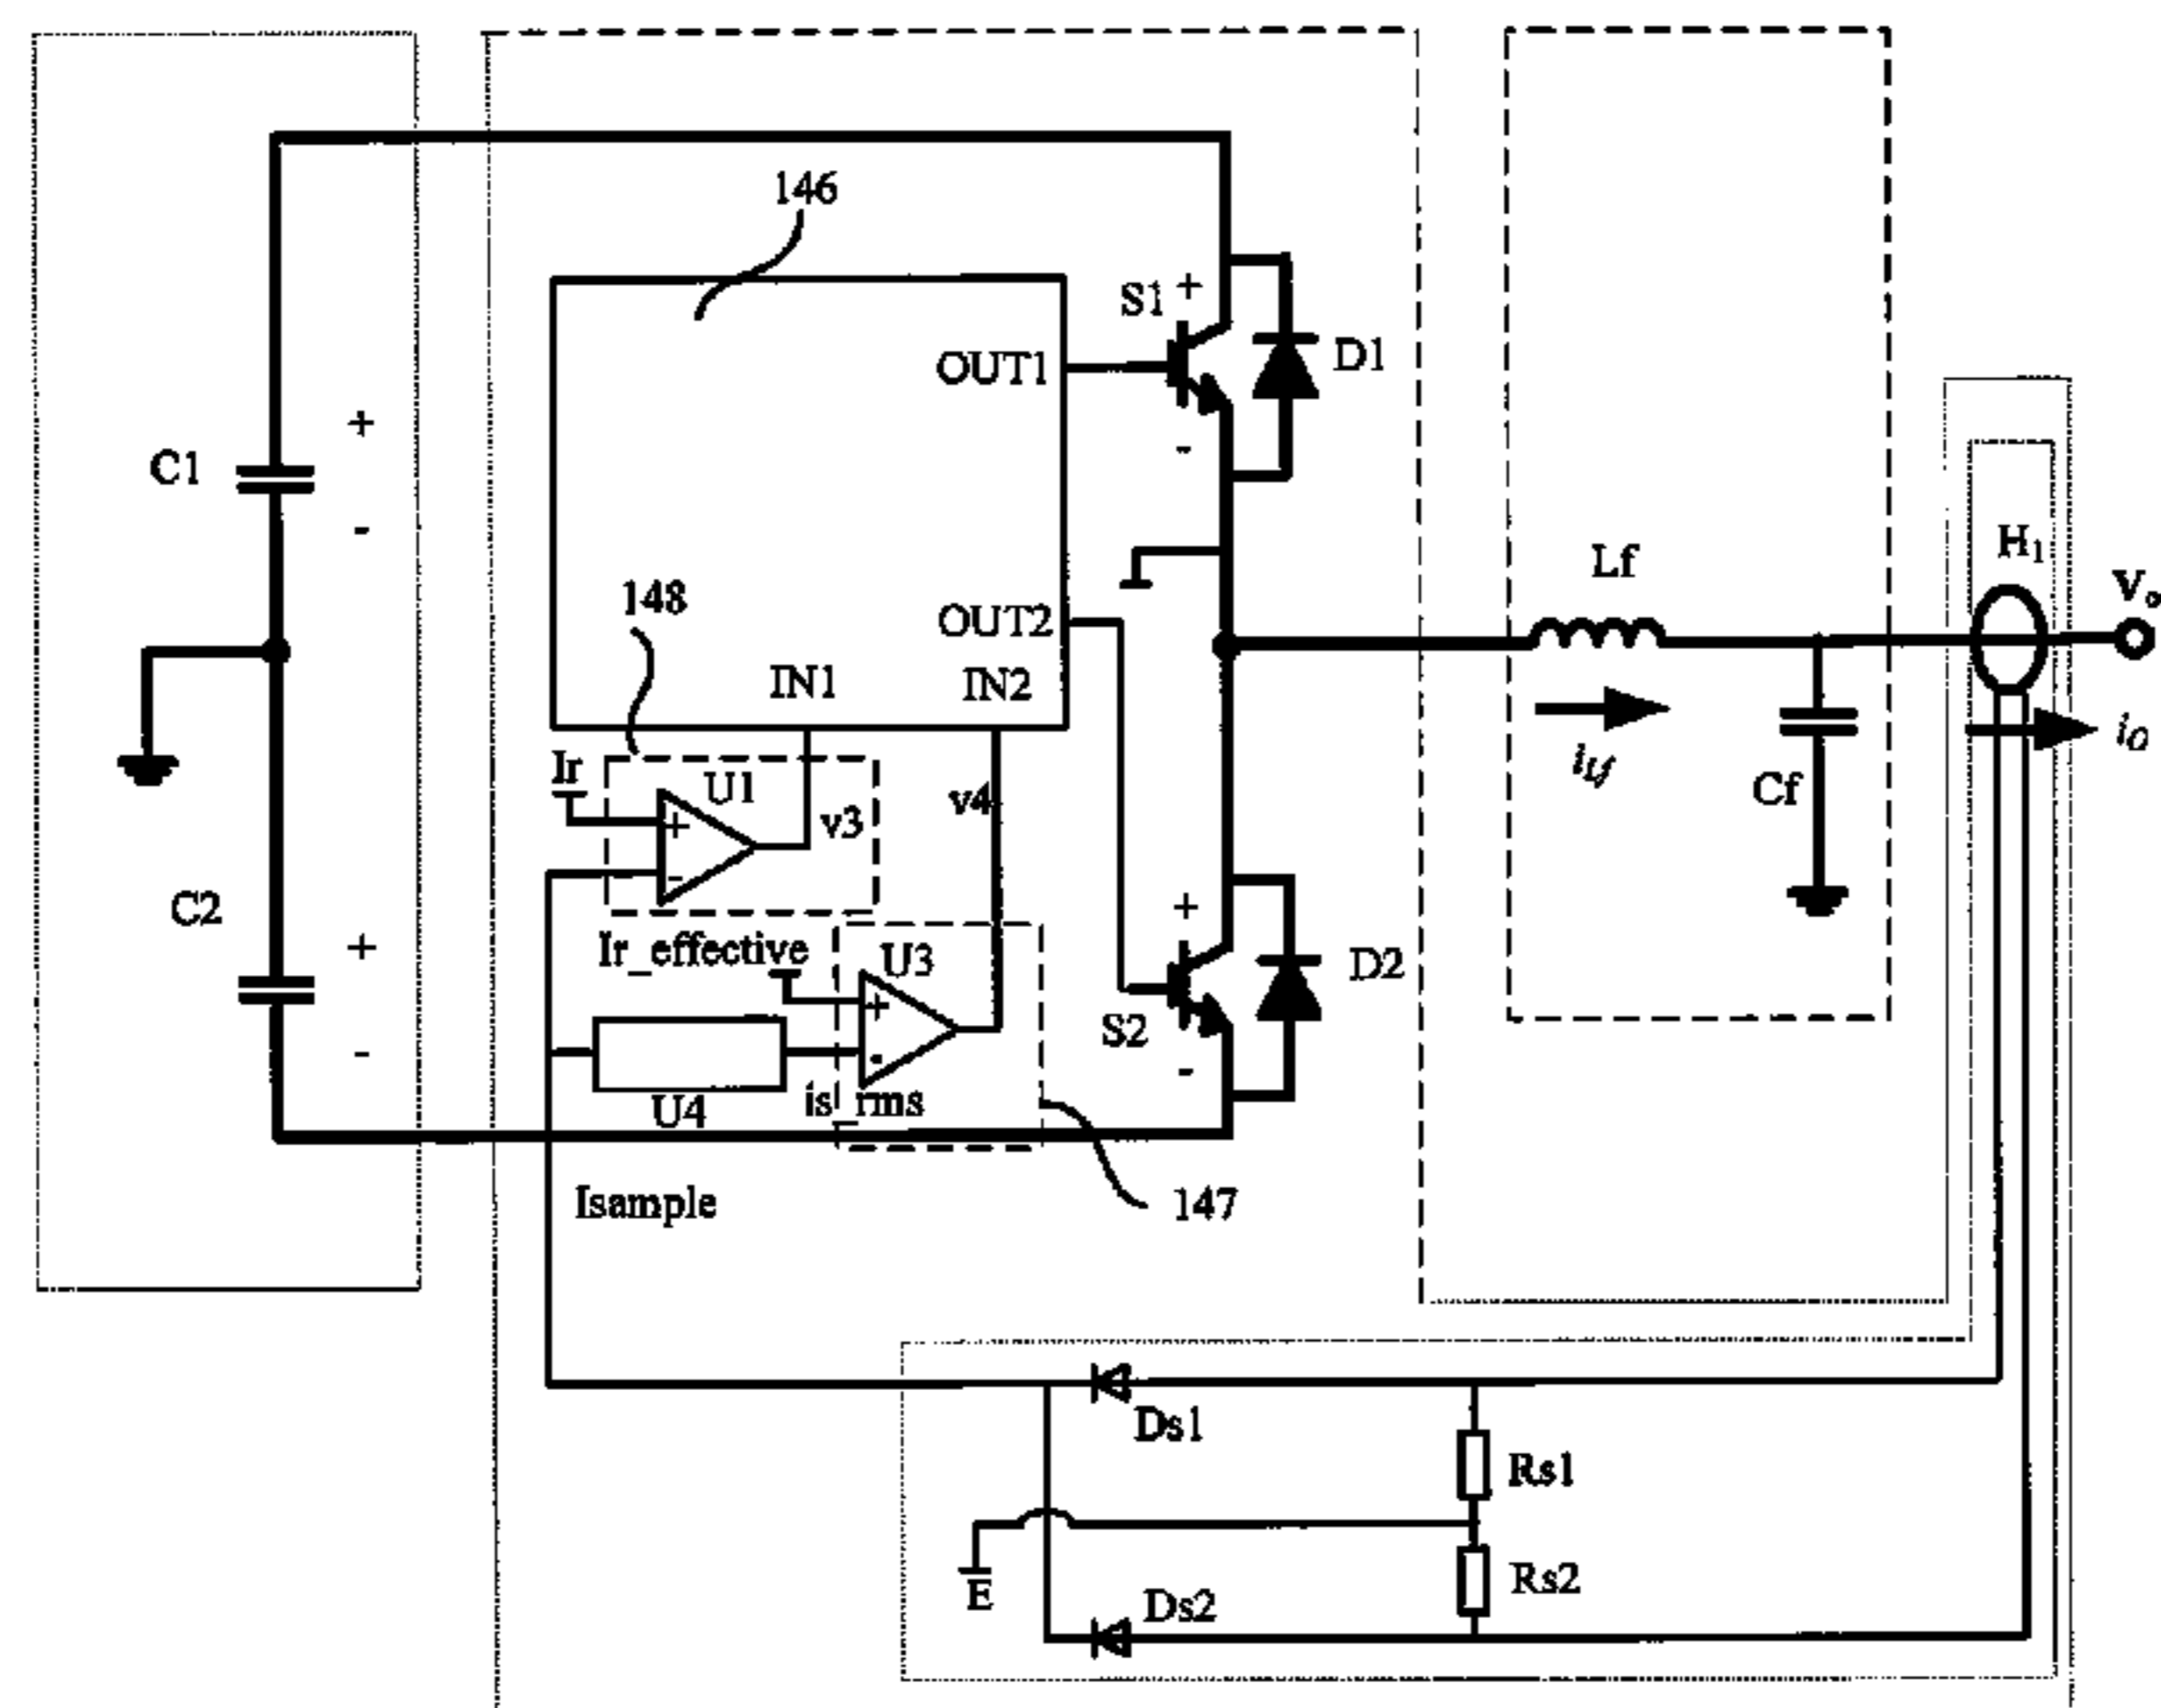 146
S1
+
OUT1
D1
-
C1
+
-
H1
Lf
Vo
148
OUT2
IN1
IN2
iLf
iO
Ir
U1
+
v3
v4
Cf
-
C2
+
Ir_effective
U3
+
+
D2
S2
-
-
-
U4
is_rms
147
Isample
Ds1
Rs1
E
Ds2
Rs2